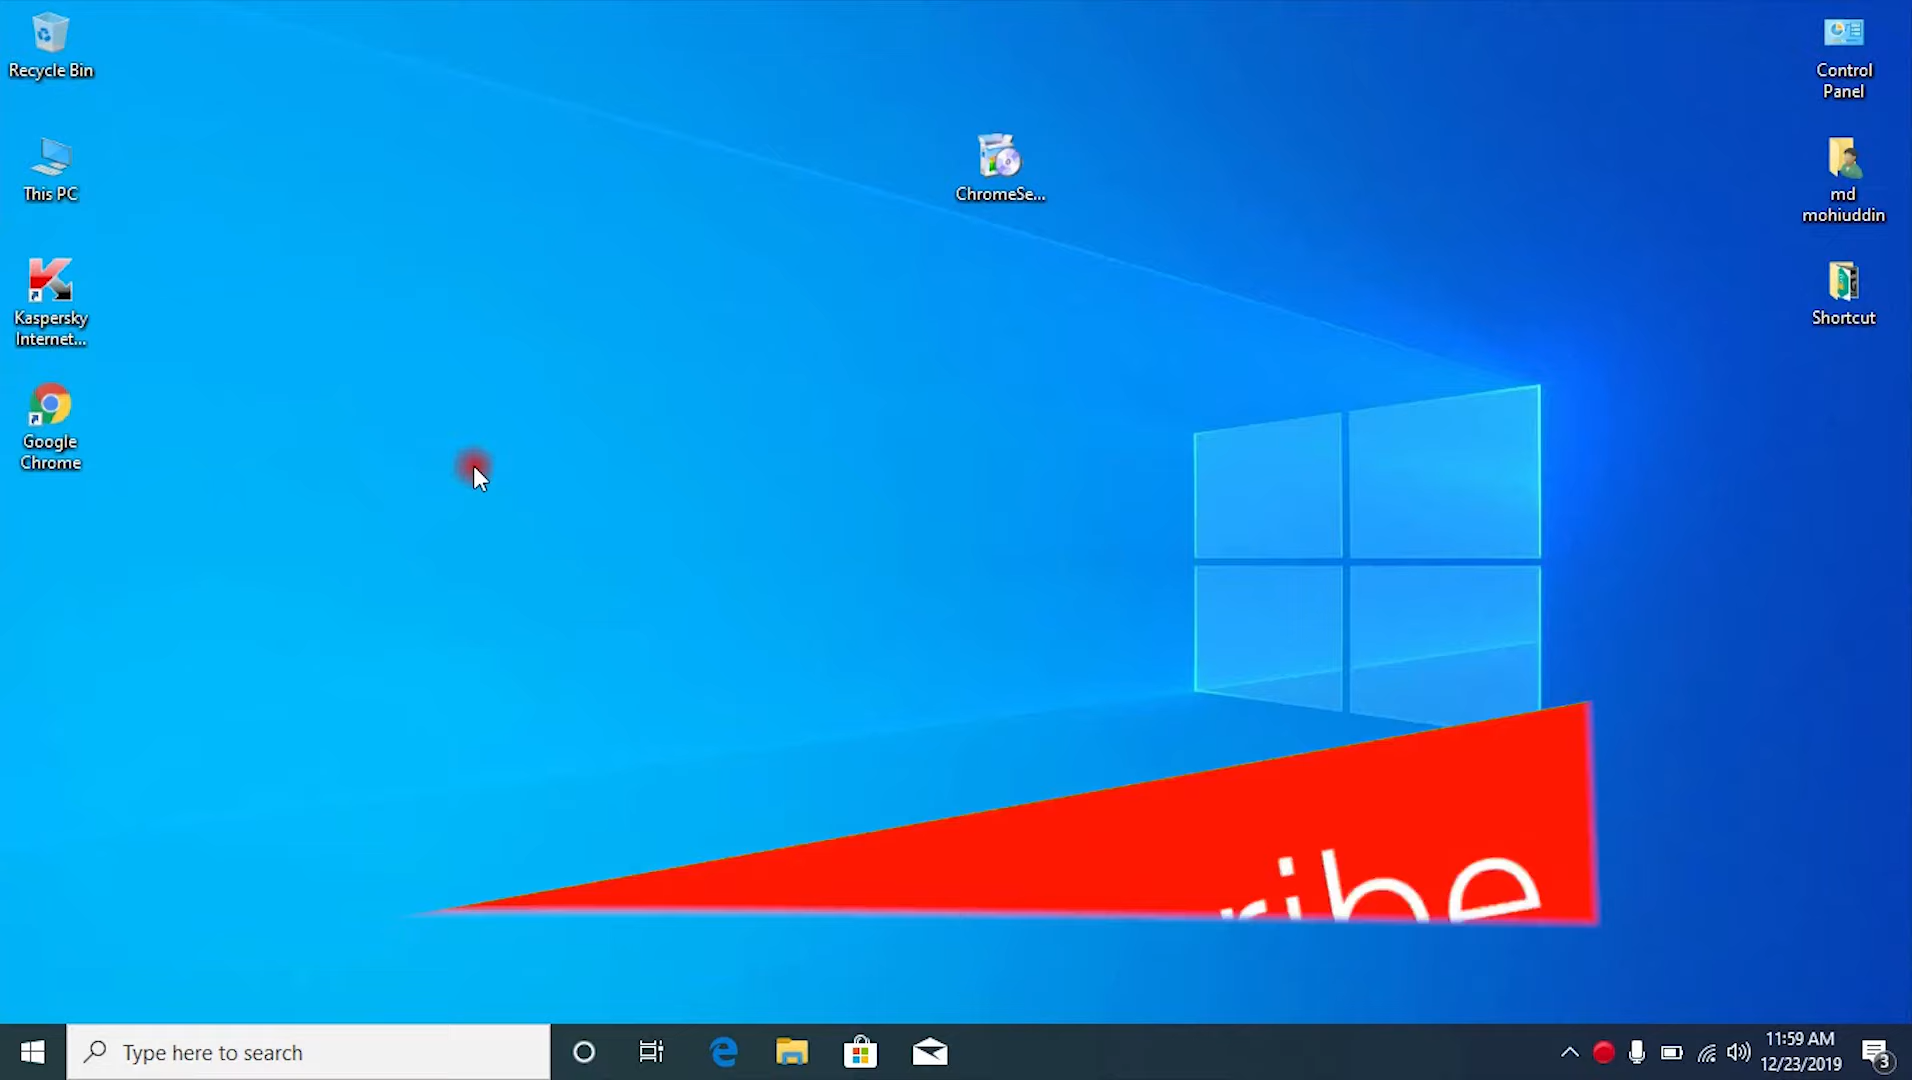 Recycle Bin
This PC
Kaspersky
Internet...
Google
Chrome
ChromeSe...
Control
Panel
md
mohiuddin
Shortcut
ribe
Type here to search
11:59 AM
12/23/2019
3